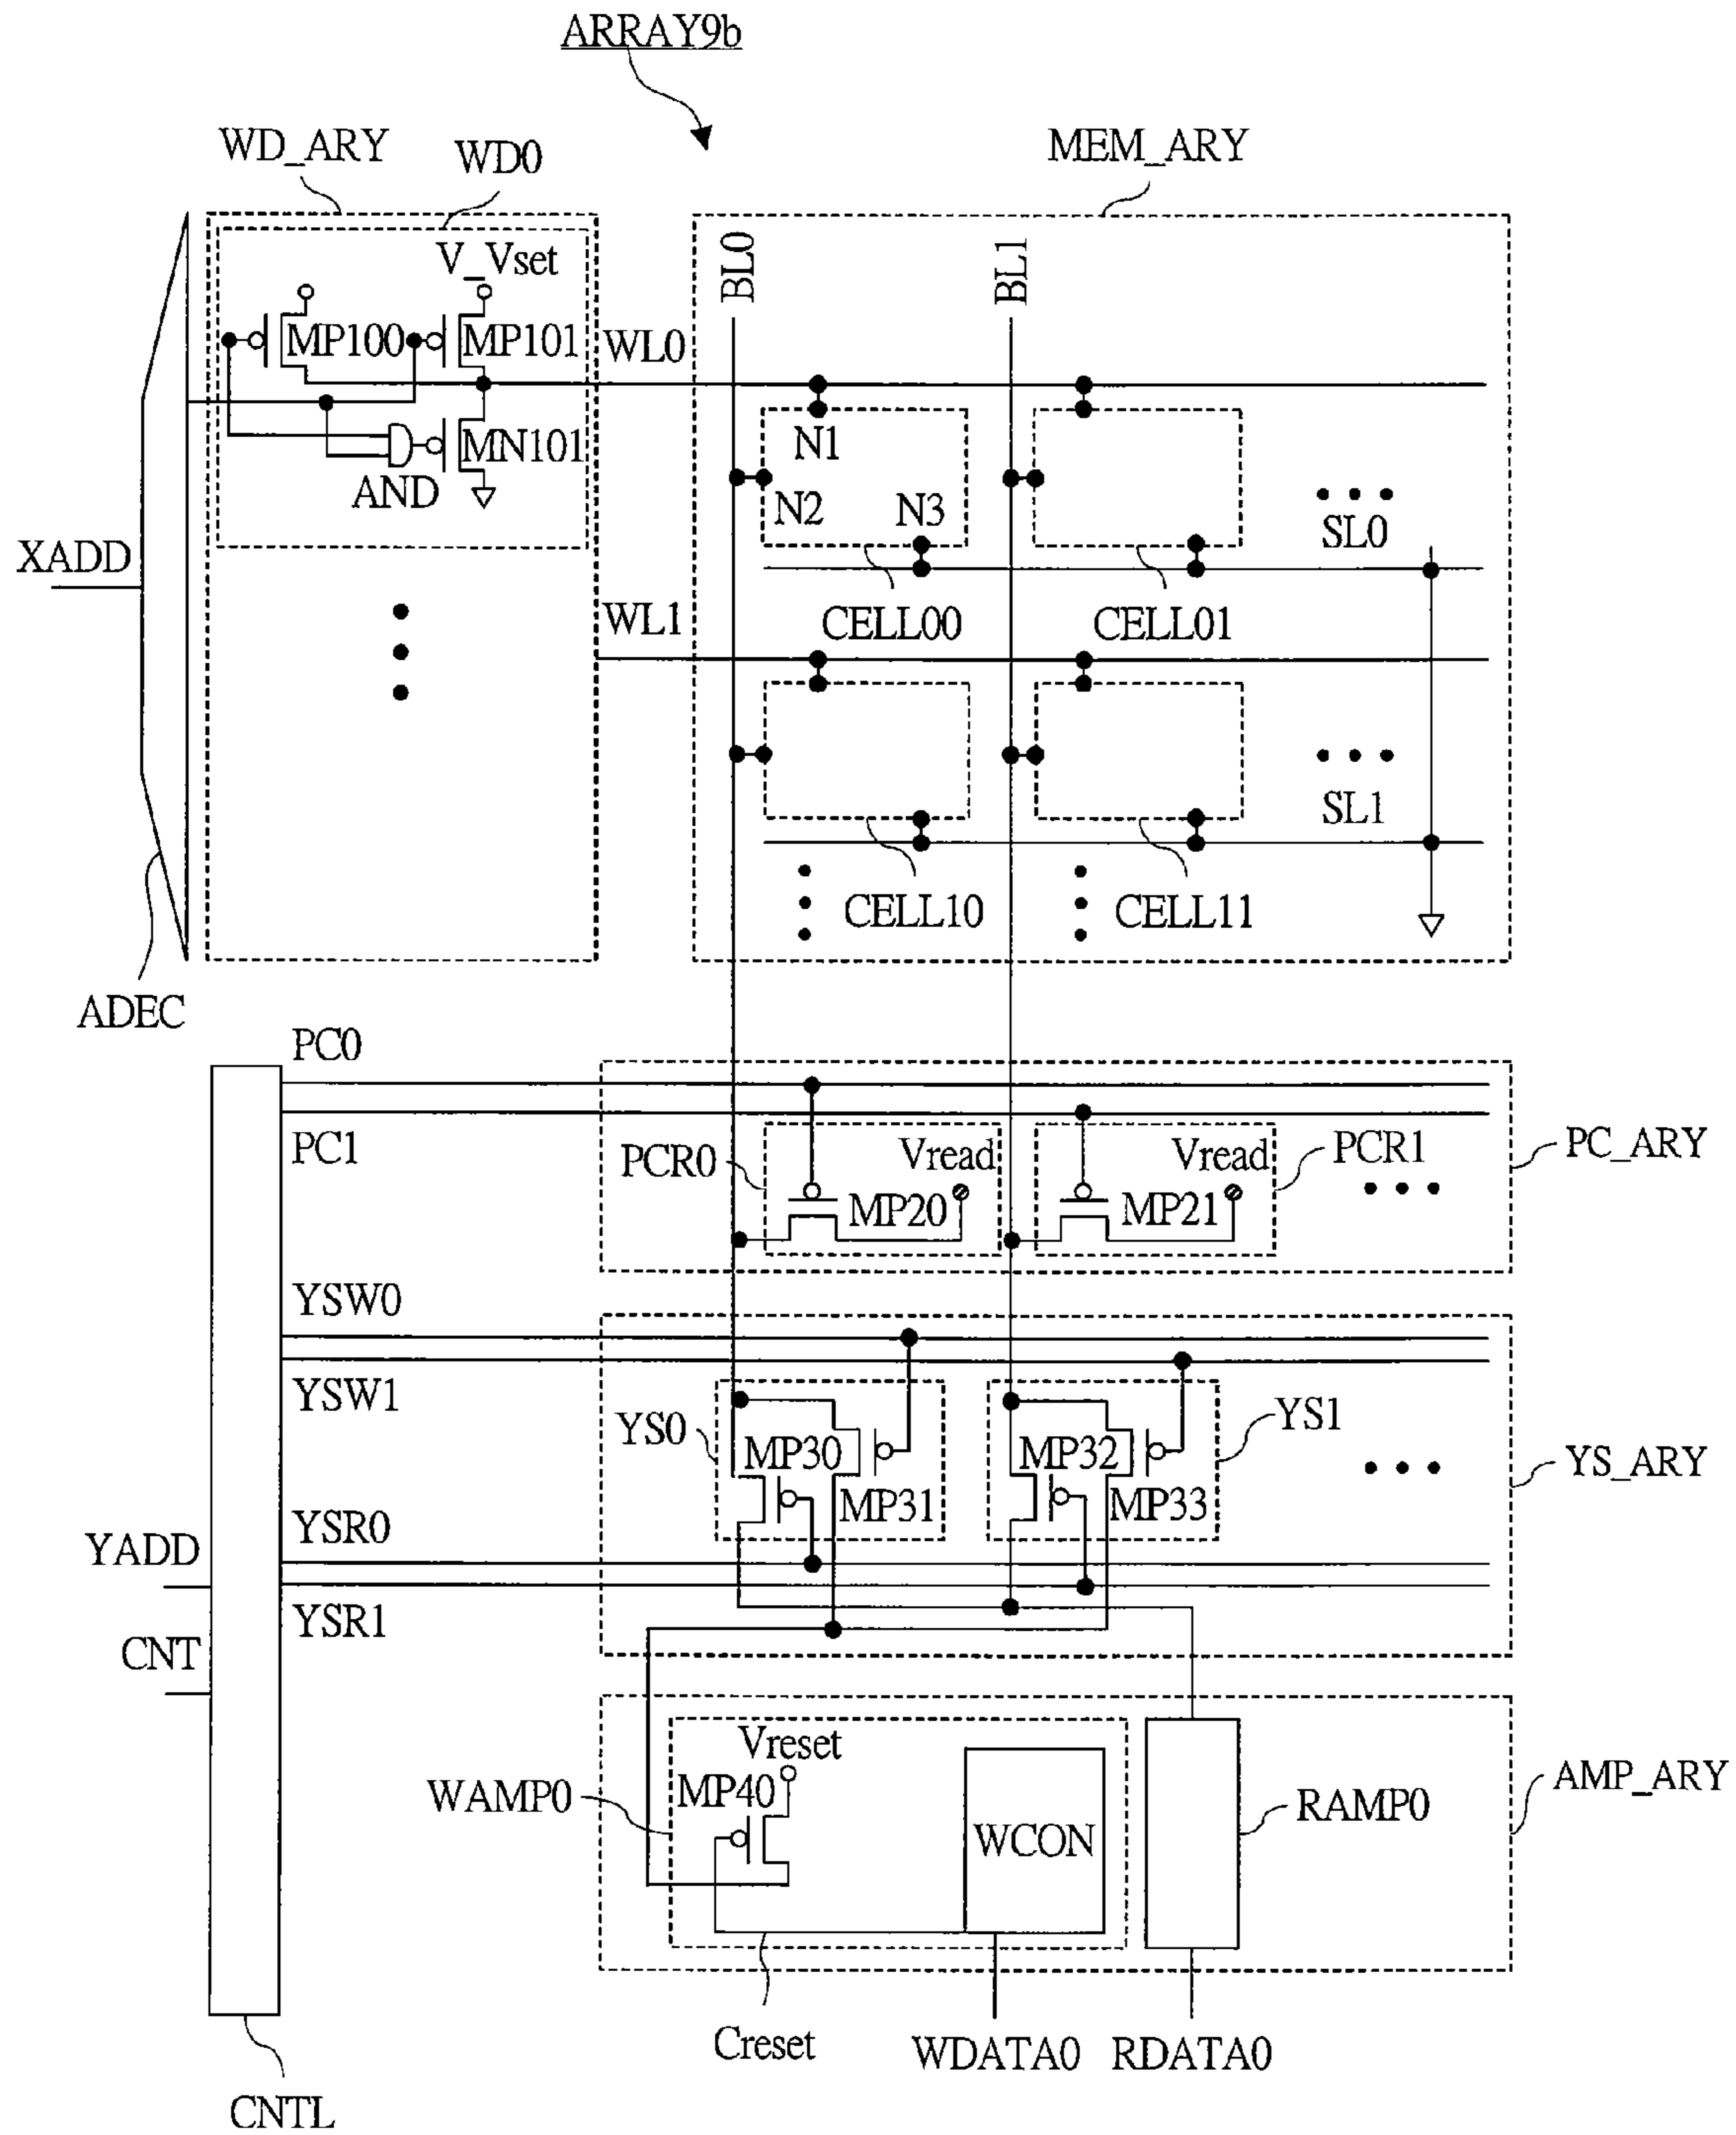 ARRAY9b
WD_ARY
WD0
MEM_ARY
V_Vset
BL0
BL1
MP100
MP101
WL0
MN101
AND
N1
N2
N3
SL0
XADD
WL1
CELL00
CELL01
SL1
CELL10
CELL11
ADEC
PC0
PC1
PCR0
Vread
MP20
Vread
MP21
PCR1
PC_ARY
YSW0
YSW1
YS0
MP30
MP31
MP32
MP33
YS1
YS_ARY
YSR0
YADD
YSR1
CNT
Vreset
MP40
WAMP0
WCON
RAMP0
AMP_ARY
Creset
WDATA0
RDATA0
CNTL